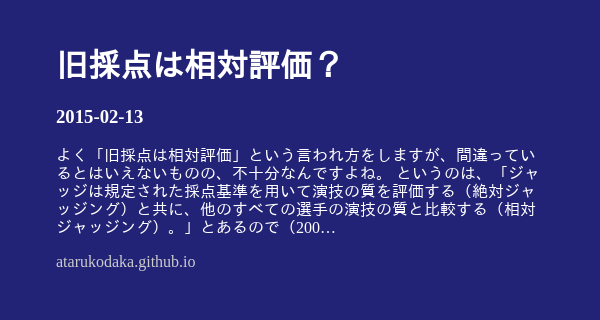 旧採点は相対評価？
2015-02-13
よく「旧採点は相対評価」という言われ方をしますが、間違ってい
るとはいえないものの、不十分なんですよね。 というのは、「ジャ
ッジは規定された採点基準を用いて演技の質を評価する（絶対ジャ
ッジング）と共に、他のすべての選手の演技の質と比較する（相対
ジャッジング）。」とあるので（200…
atarukodaka.github.io